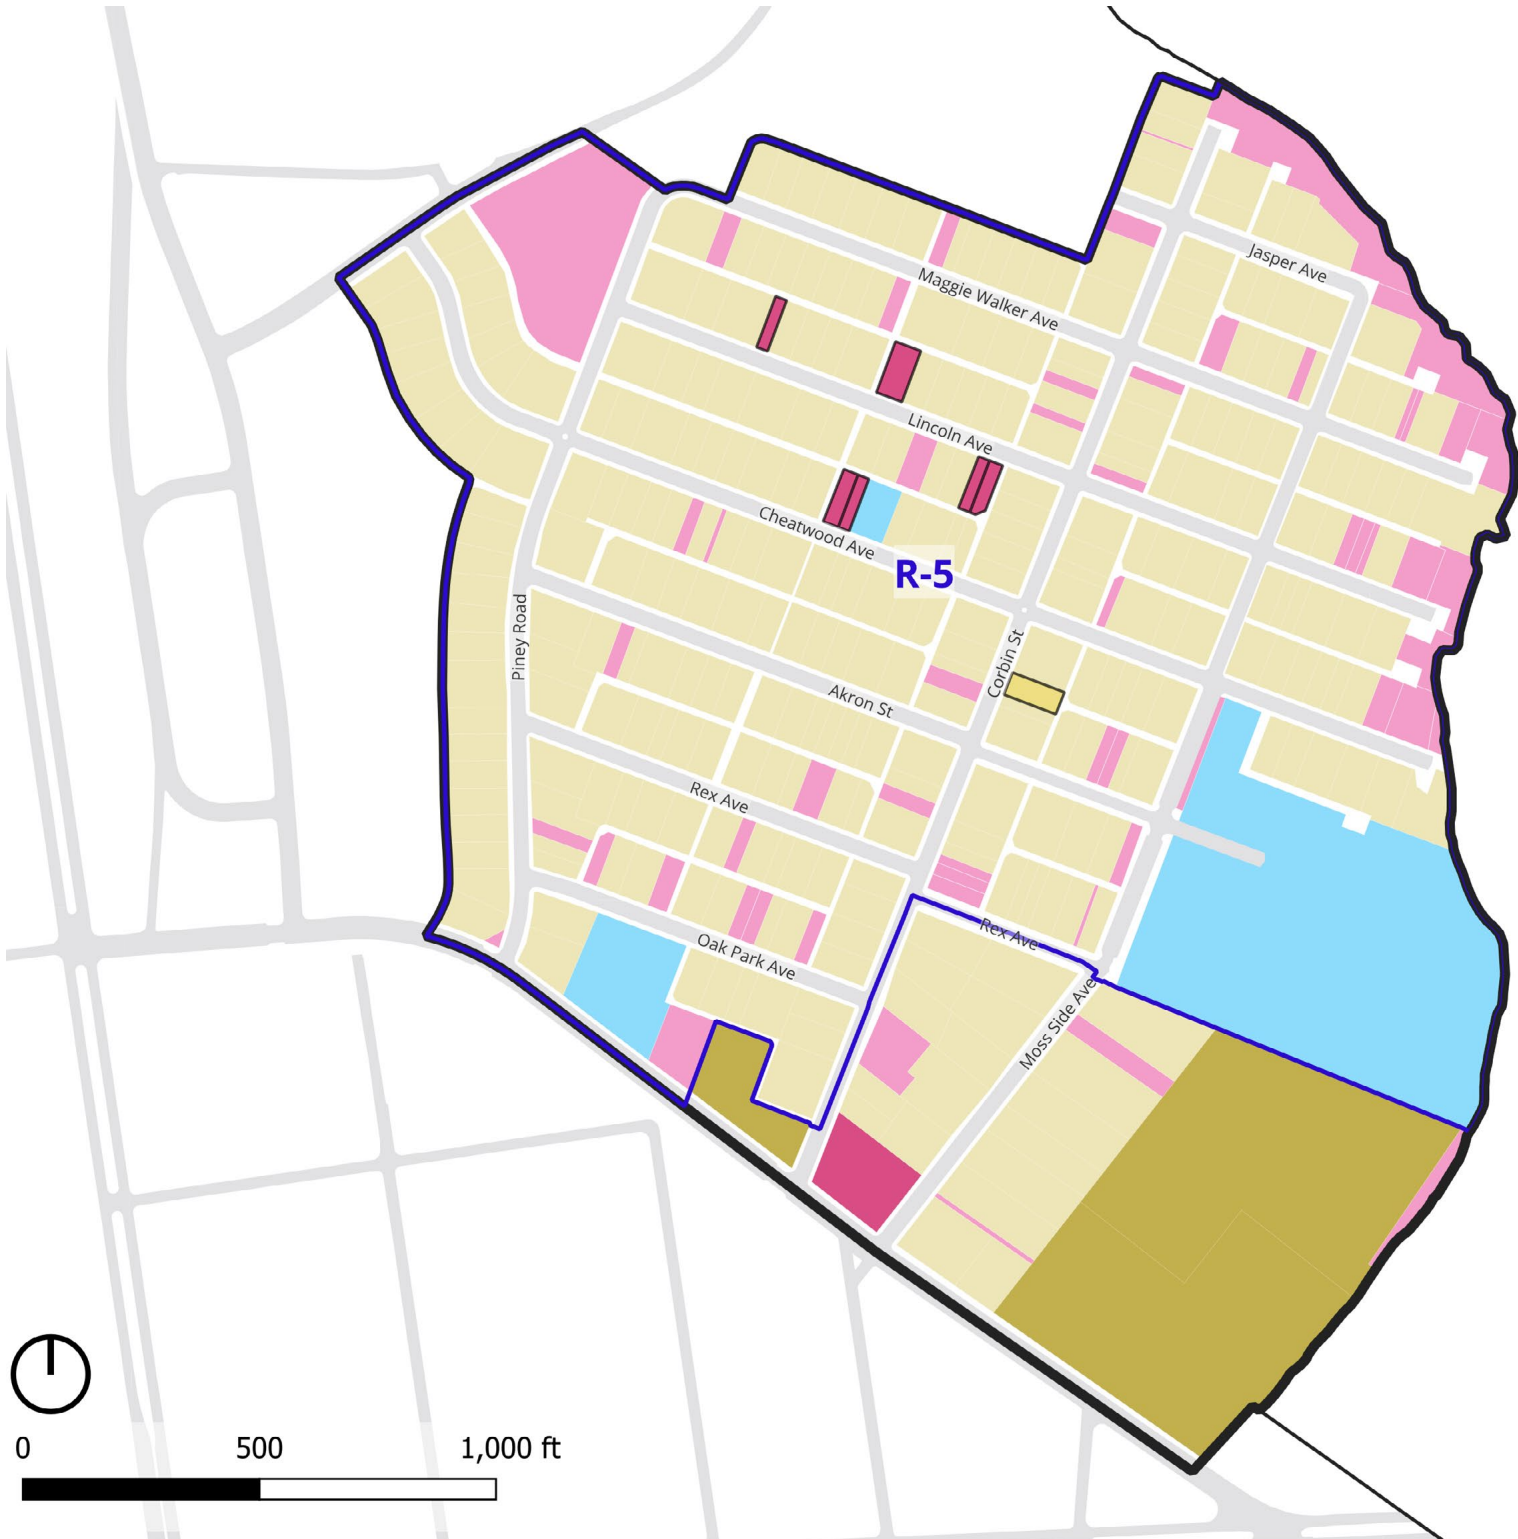 Jasper Ave
Maggie Walker Ave
Lincoln Ave
Cheatwood Ave
R-5
Piney Road
Corbin St
Akron St
Rex Ave
Rex Ave
Oak Park Ave
Moss Side Ave
0 500 1,000 ft